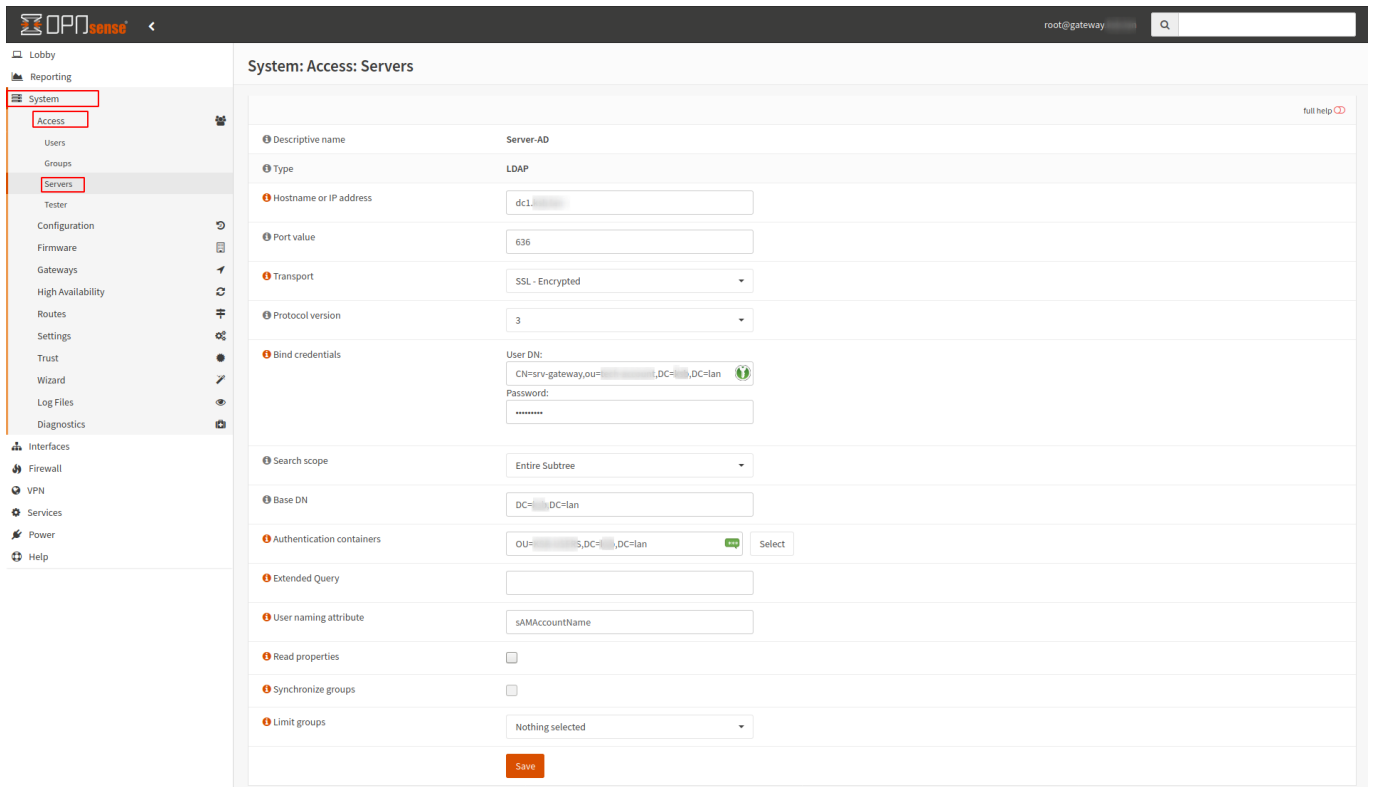 OPNsense
root@gateway
Lobby
Reporting
System
Access
Users
Groups
Servers
Tester
Configuration
Firmware
Gateways
High Availability
Routes
Settings
Trust
Wizard
Log Files
Diagnostics
Interfaces
Firewall
VPN
Services
Power
Help
System: Access: Servers
full help
Descriptive name Server-AD
Type LDAP
Hostname or IP address dc1.
Port value 636
Transport SSL - Encrypted
Protocol version 3
Bind credentials User DN:
CN=srv-gateway,ou= ,DC= ,DC=lan
Password:
•••••••••
Search scope Entire Subtree
Base DN DC= ,DC=lan
Authentication containers OU= ,DC= ,DC=lan Select
Extended Query
User naming attribute sAMAccountName
Read properties
Synchronize groups
Limit groups Nothing selected
Save